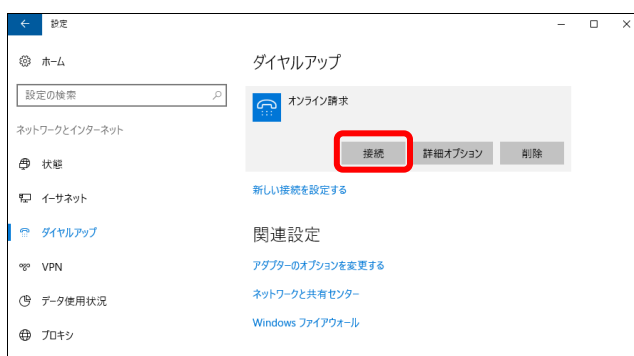 設定
ホーム
設定の検索
ネットワークとインターネット
状態
イーサネット
ダイヤルアップ
VPN
データ使用状況
プロキシ
ダイヤルアップ
オンライン請求
接続
詳細オプション
削除
新しい接続を設定する
関連設定
アダプターのオプションを変更する
ネットワークと共有センター
Windows ファイアウォール